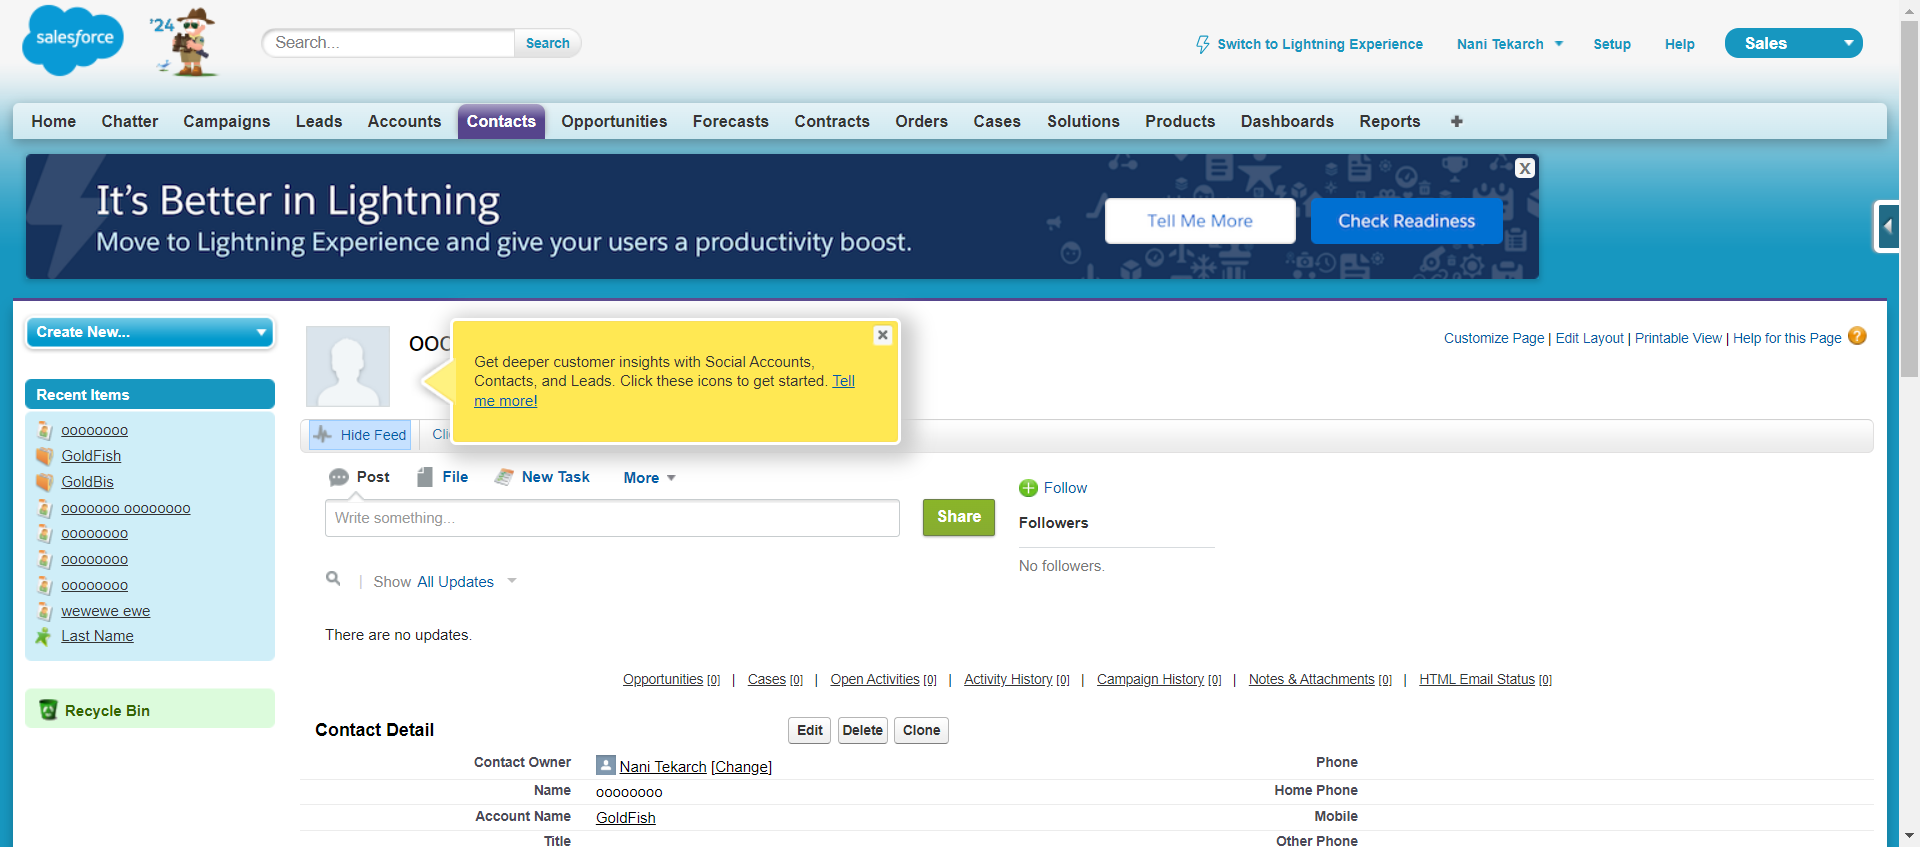 salesforce
'24
Search...
Search
Switch to Lightning Experience
Nani Tekarch
Setup
Help
Sales
Home Chatter Campaigns Leads Accounts Contacts Opportunities Forecasts Contracts Orders Cases Solutions Products Dashboards Reports
It's Better in Lightning
Move to Lightning Experience and give your users a productivity boost.
Tell Me More
Check Readiness
X
Create New...
Recent Items
oooooooo
GoldFish
GoldBis
ooooooo oooooooo
oooooooo
oooooooo
oooooooo
wewewe ewe
Last Name
Recycle Bin
Get deeper customer insights with Social Accounts,
Contacts, and Leads. Click these icons to get started. Tell
me more!
Customize Page | Edit Layout | Printable View | Help for this Page
Hide Feed
Post
File
New Task
More
Write something...
Share
Follow
Followers
No followers.
Show All Updates
There are no updates.
Opportunities [0] | Cases [0] | Open Activities [0] | Activity History [0] | Campaign History [0] | Notes & Attachments [0] | HTML Email Status [0]
Contact Detail
Edit
Delete
Clone
Contact Owner Nani Tekarch [Change] Phone
Name oooooooo Home Phone
Account Name GoldFish Mobile
Title Other Phone